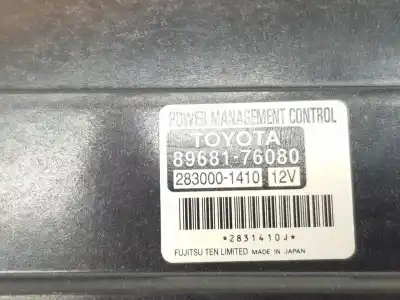 POWER MANAGEMENT CONTROL
TOYOTA
89681-76080
283000-1410 12V
*2831410J*
FUJITSU TEN LIMITED MADE IN JAPAN